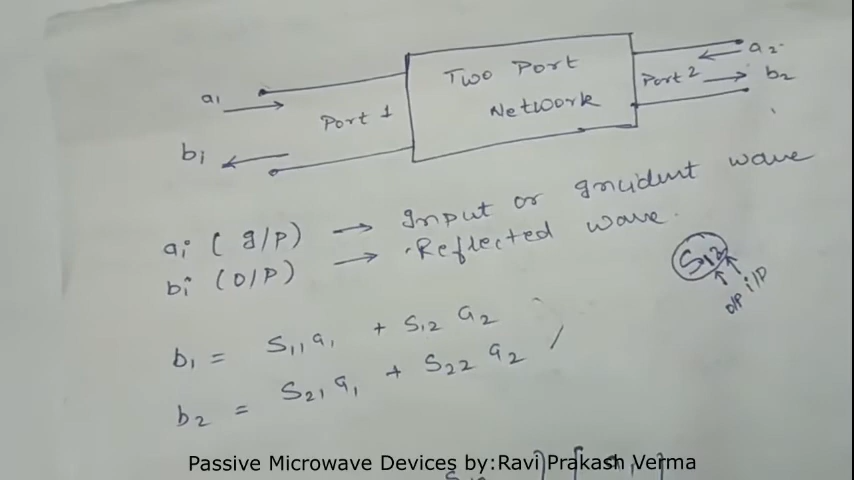 a1
b1
Port 1
Two Port
Network
Port 2
a2
b2
ai ( I/P) → Input or Incident wave
bi (O/P) → Reflected wave.
S12
O/P i/P
b1 = S11 a1 + S12 a2
b2 = S21 a1 + S22 a2
Passive Microwave Devices by:Ravi Prakash Verma